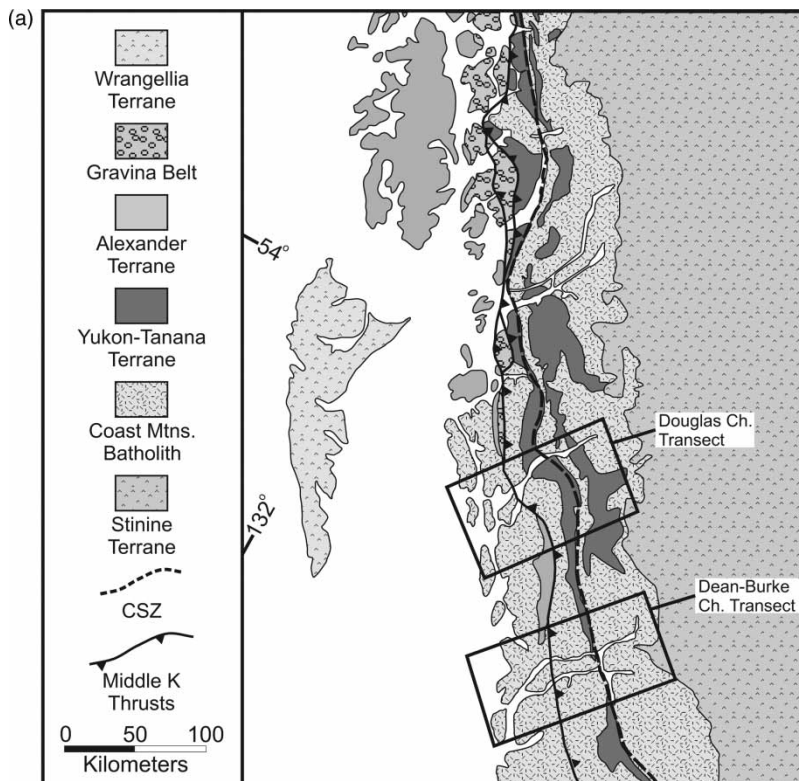 (a)
Wrangellia
Terrane
Gravina Belt
Alexander
Terrane
Yukon-Tanana
Terrane
Coast Mtns.
Batholith
Stinine
Terrane
CSZ
Middle K
Thrusts
0 50 100
Kilometers
54°
132°
Douglas Ch.
Transect
Dean-Burke
Ch. Transect